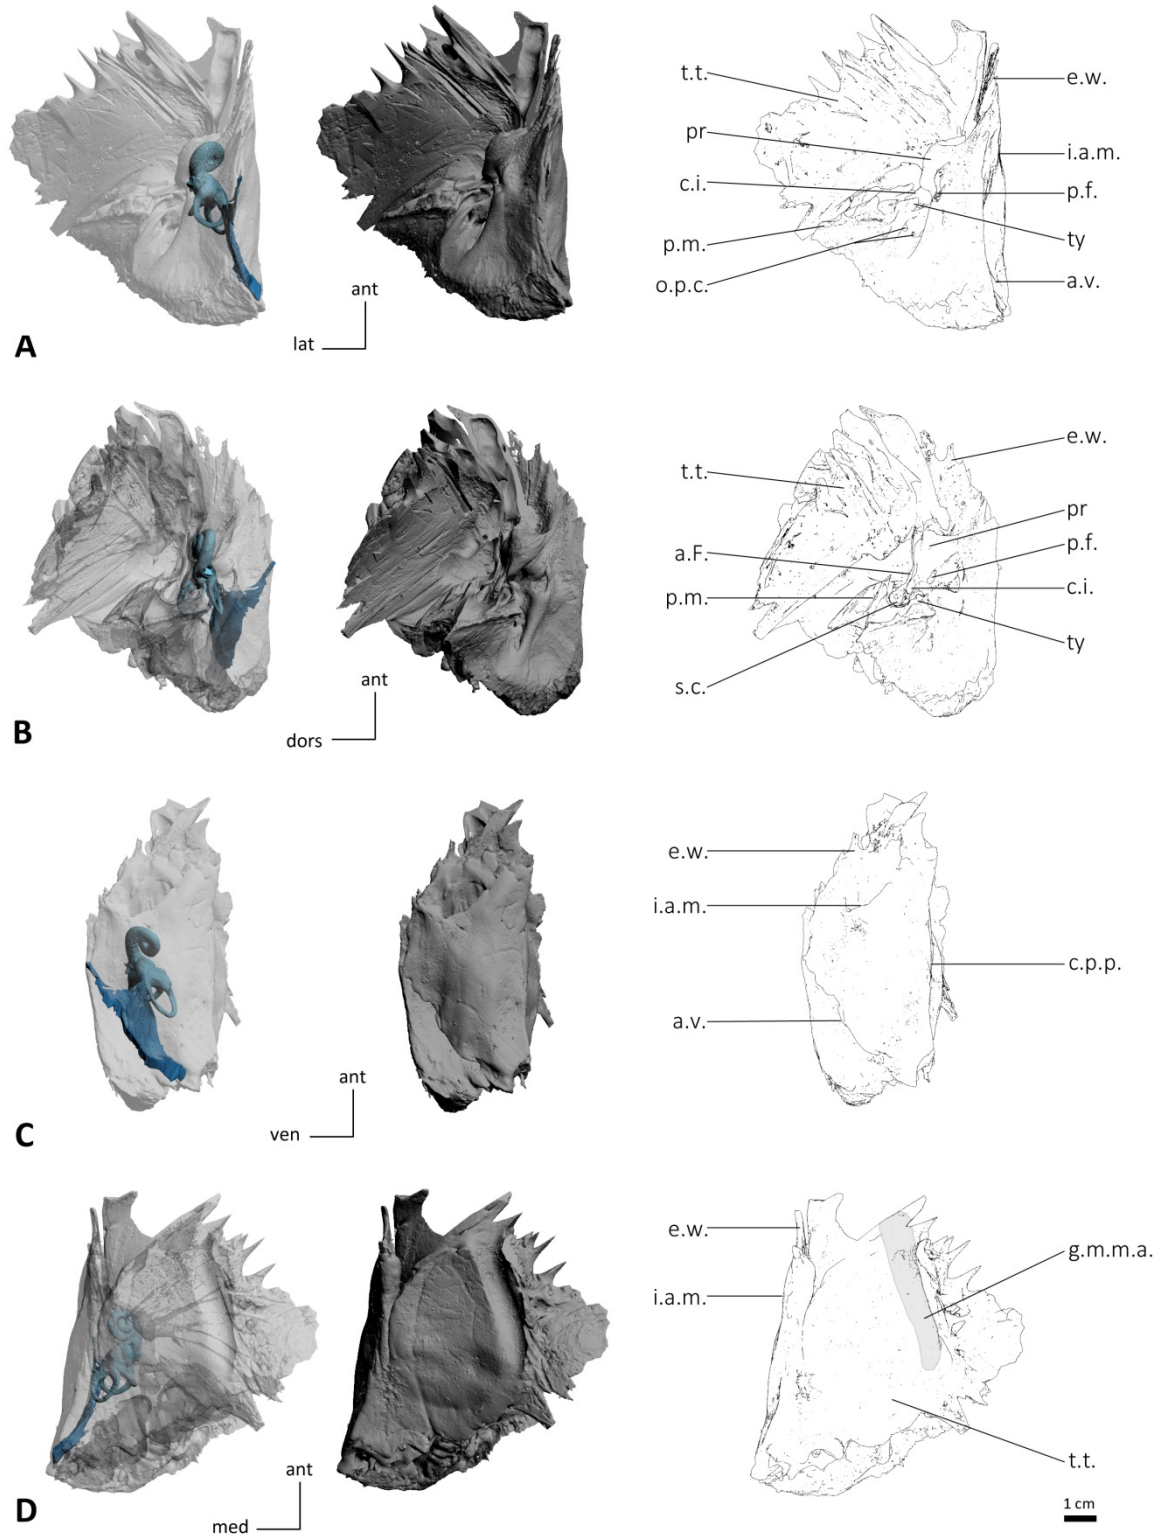 t.t.
e.w.
pr
i.a.m.
c.i.
p.f.
p.m.
ty
o.p.c.
a.v.
ant
lat
A
e.w.
t.t.
pr
a.F.
p.f.
p.m.
c.i.
ty
s.c.
ant
dors
B
e.w.
i.a.m.
c.p.p.
a.v.
ant
ven
C
e.w.
g.m.m.a.
i.a.m.
t.t.
ant
med
D
1 cm